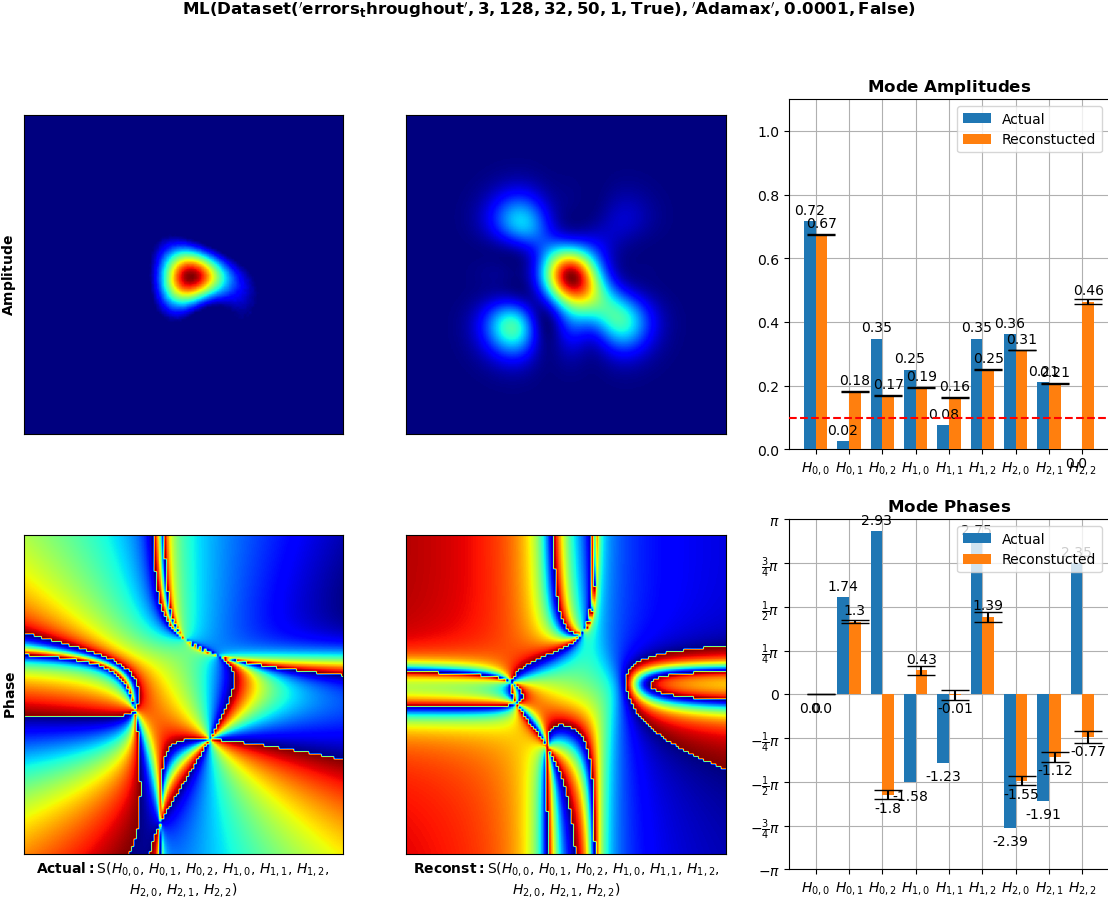 ML(Dataset('errors_throughout', 3, 128, 32, 50, 1, True), 'Adamax', 0.0001, False)
Amplitude
Mode Amplitudes
Actual
Reconstucted
1.0
0.8
0.6
0.4
0.2
0.0
0.72
0.67
0.02
0.18
0.35
0.17
0.25
0.19
0.08
0.16
0.35
0.25
0.36
0.31
0.21
0.21
0.0
0.46
H0,0 H0,1 H0,2 H1,0 H1,1 H1,2 H2,0 H2,1 H2,2
Phase
Mode Phases
Actual
Reconstucted
π
3/4π
1/2π
1/4π
0
−1/4π
−1/2π
−3/4π
−π
0.0
0.0
1.74
1.3
2.93
-1.8
-1.58
0.43
-1.23
-0.01
2.75
1.39
-2.39
-1.55
-1.91
-1.12
2.35
-0.77
H0,0 H0,1 H0,2 H1,0 H1,1 H1,2 H2,0 H2,1 H2,2
Actual: S(H0,0, H0,1, H0,2, H1,0, H1,1, H1,2,
H2,0, H2,1, H2,2)
Reconst: S(H0,0, H0,1, H0,2, H1,0, H1,1, H1,2,
H2,0, H2,1, H2,2)